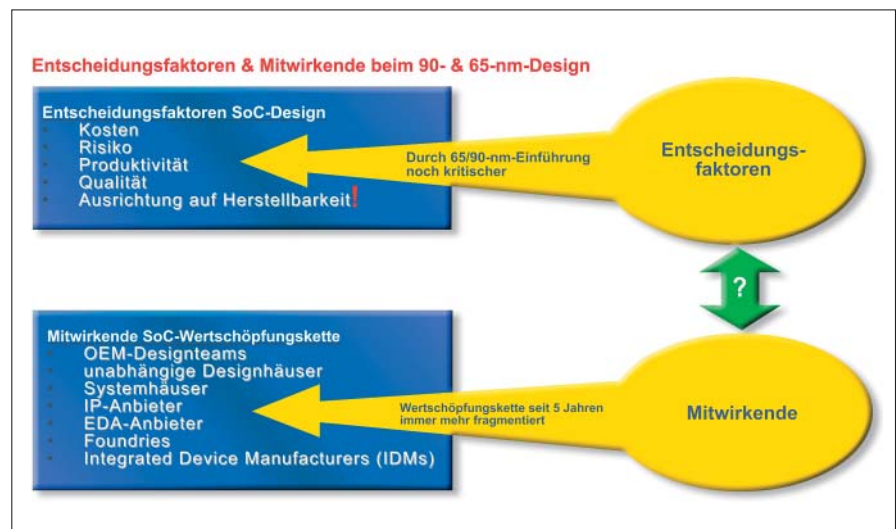 Entscheidungsfaktoren & Mitwirkende beim 90- & 65-nm-Design
Entscheidungsfaktoren SoC-Design
Kosten
Risiko
Produktivität
Qualität
Ausrichtung auf Herstellbarkeit!
Durch 65/90-nm-Einführung
noch kritischer
Entscheidungs-
faktoren
?
Mitwirkende SoC-Wertschöpfungskette
OEM-Designteams
unabhängige Designhäuser
Systemhäuser
IP-Anbieter
EDA-Anbieter
Foundries
Integrated Device Manufacturers (IDMs)
Wertschöpfungskette seit 5 Jahren
immer mehr fragmentiert
Mitwirkende